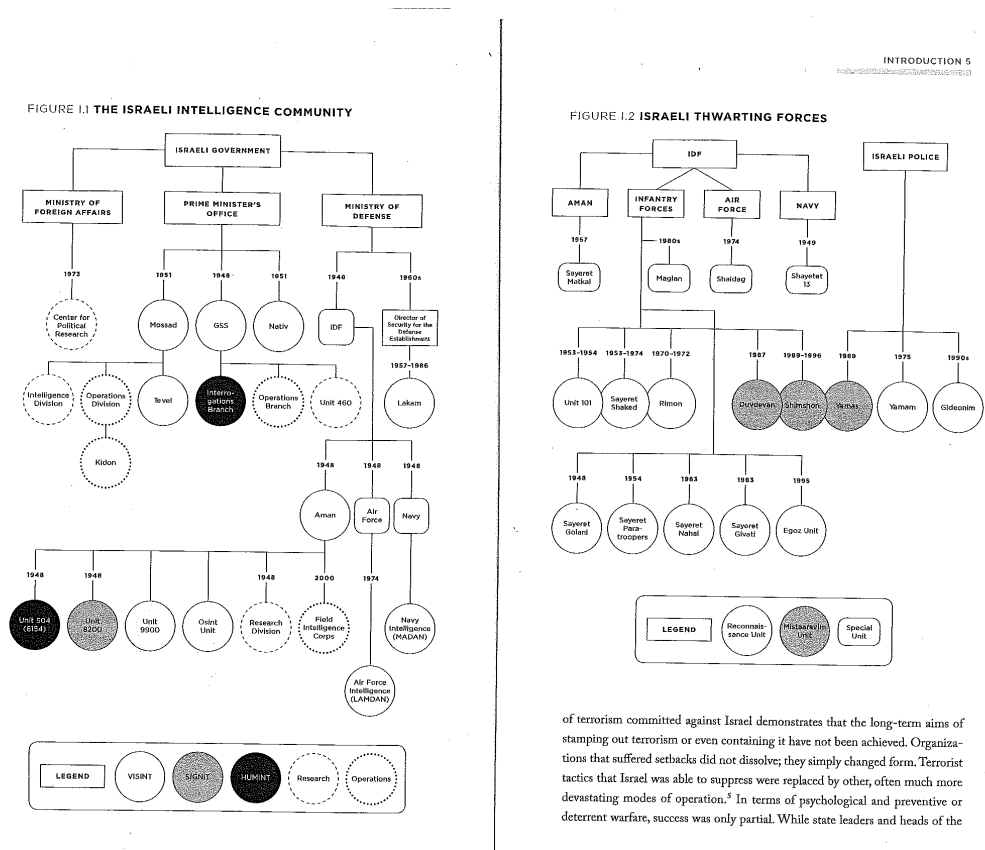 FIGURE I.1 THE ISRAELI INTELLIGENCE COMMUNITY
ISRAELI GOVERNMENT
MINISTRY OF
FOREIGN AFFAIRS
PRIME MINISTER'S
OFFICE
MINISTRY OF
DEFENSE
1973
1951
1948
1951
1948
1960s
Center for
Political
Research
Mossad
GSS
Nativ
IDF
Director of
Security for the
Defense
Establishment
1957–1986
Intelligence
Division
Operations
Division
Tevel
Interro-
gations
Branch
Operations
Branch
Unit 460
Lakam
Kidon
1948
1948
1948
Aman
Air
Force
Navy
1948
1948
1948
2000
1974
Unit 504
(6154)
Unit
8200
Unit
9900
Osint
Unit
Research
Division
Field
Intelligence
Corps
Navy
Intelligence
(MADAN)
Air Force
Intelligence
(LAMDAN)
LEGEND
VISINT
SIGNIT
HUMINT
Research
Operations
INTRODUCTION 5
FIGURE I.2 ISRAELI THWARTING FORCES
IDF
ISRAELI POLICE
AMAN
INFANTRY
FORCES
AIR
FORCE
NAVY
1957
1980s
1974
1949
Sayeret
Matkal
Maglan
Shaldag
Shayetet
13
1953–1954
1953–1974
1970–1972
1987
1989–1996
1989
1975
1990s
Unit 101
Sayeret
Shaked
Rimon
Duvdevan
Shimshon
Yamas
Yamam
Gideonim
1948
1954
1983
1983
1995
Sayeret
Golani
Sayeret
Para-
troopers
Sayeret
Nahal
Sayeret
Givati
Egoz Unit
LEGEND
Reconnais-
sance Unit
Mistaaravim
Unit
Special
Unit
of terrorism committed against Israel demonstrates that the long-term aims of
stamping out terrorism or even containing it have not been achieved. Organiza-
tions that suffered setbacks did not dissolve; they simply changed form. Terrorist
tactics that Israel was able to suppress were replaced by other, often much more
devastating modes of operation.5 In terms of psychological and preventive or
deterrent warfare, success was only partial. While state leaders and heads of the